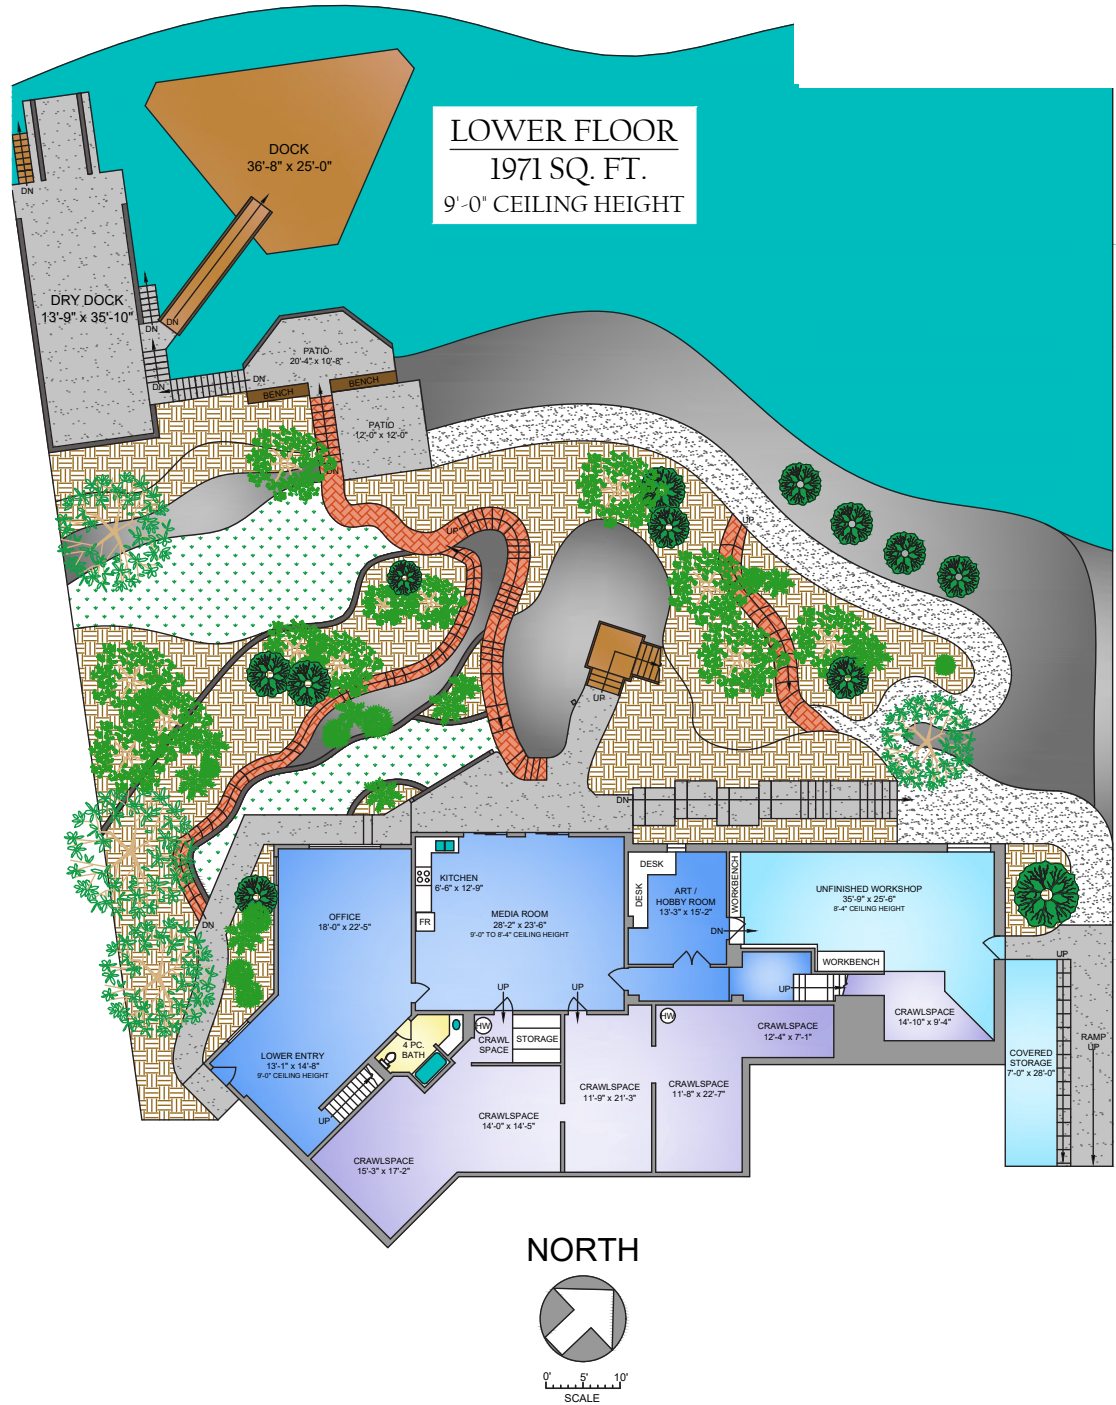 LOWER FLOOR
1971 SQ. FT.
9'-0" CEILING HEIGHT
DOCK
36'-8" x 25'-0"
DN
DRY DOCK
13'-9" x 35'-10"
DN
DN
DN
DN
PATIO
20'-4" x 10'-8"
BENCH
BENCH
PATIO
12'-0" x 12'-0"
DN
UP
UP
UP
DN
DN
KITCHEN
6'-6" x 12'-9"
FR
OFFICE
18'-0" x 22'-5"
MEDIA ROOM
28'-2" x 23'-6"
9'-0" TO 8'-4" CEILING HEIGHT
DESK
DESK
ART /
HOBBY ROOM
13'-3" x 15'-2"
WORKBENCH
DN
UNFINISHED WORKSHOP
35'-9" x 25'-6"
8'-4" CEILING HEIGHT
WORKBENCH
UP
UP
UP
UP
HW
CRAWL
SPACE
STORAGE
HW
CRAWLSPACE
12'-4" x 7'-1"
CRAWLSPACE
14'-10" x 9'-4"
4 PC.
BATH
LOWER ENTRY
13'-1" x 14'-8"
9'-0" CEILING HEIGHT
UP
COVERED
STORAGE
7'-0" x 28'-0"
RAMP
UP
CRAWLSPACE
11'-9" x 21'-3"
CRAWLSPACE
11'-8" x 22'-7"
CRAWLSPACE
14'-0" x 14'-5"
CRAWLSPACE
15'-3" x 17'-2"
NORTH
0' 5' 10'
SCALE